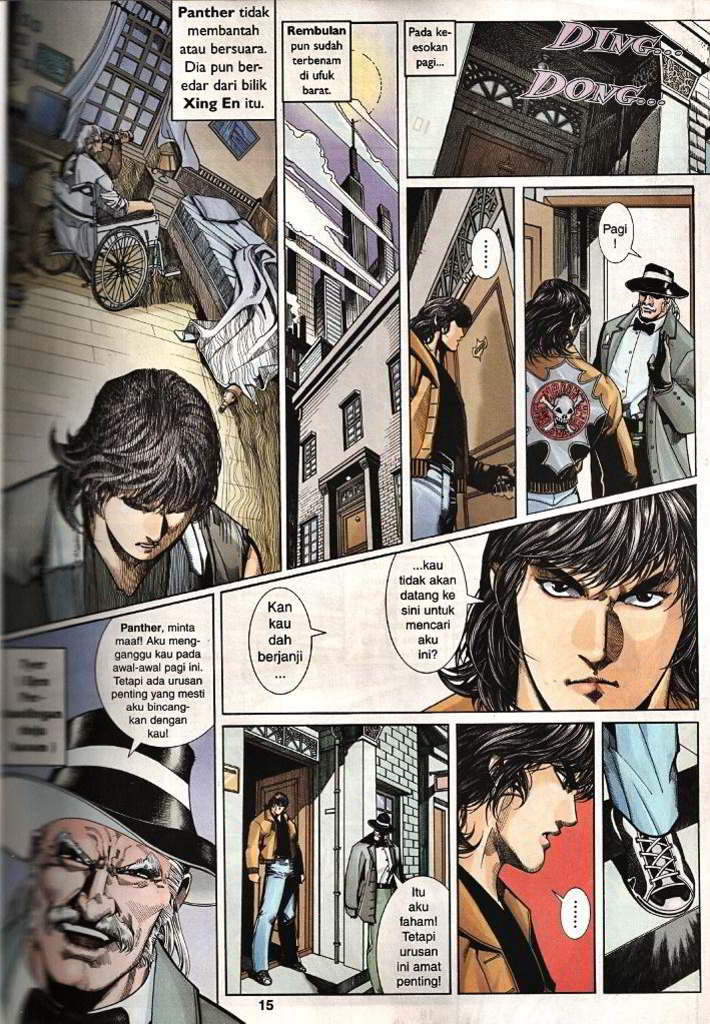 Panther tidak
membantah
atau bersuara.
Dia pun ber-
edar dari bilik
Xing En itu.
Rembulan
pun sudah
terbenam
di ufuk
barat.
Pada ke-
esokan
pagi...
DING...
DONG...
......
Pagi
!
Kan
kau
dah
berjanji
...
...kau
tidak akan
datang ke
sini untuk
mencari
aku
ini?
Panther, minta
maaf! Aku meng-
ganggu kau pada
awal-awal pagi ini.
Tetapi ada urusan
penting yang mesti
aku bincang-
kan dengan
kau!
Itu
aku
faham!
Tetapi
urusan
ini amat
penting!
......
15